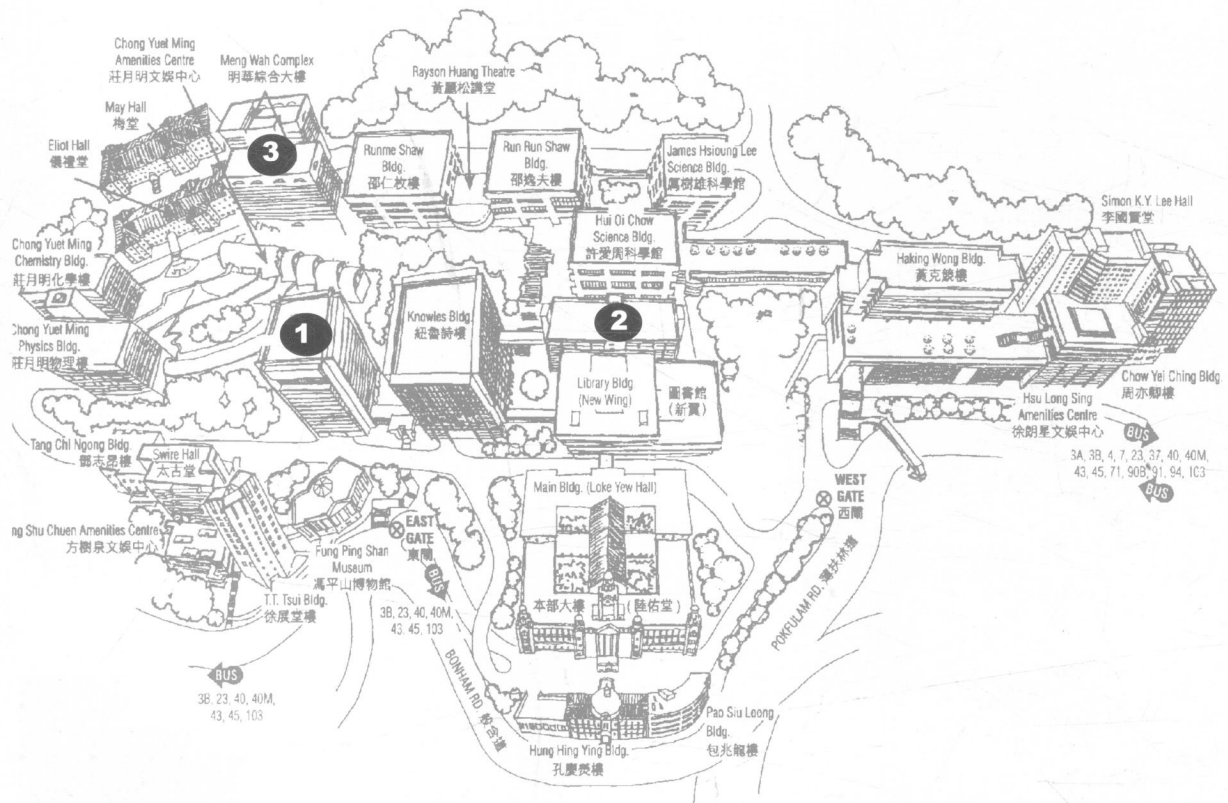 Chong Yuet Ming
Amenities Centre
莊月明文娛中心
Meng Wah Complex
明華綜合大樓
Rayson Huang Theatre
黃麗松講堂
May Hall
梅堂
Eliot Hall
儀禮堂
3
Runme Shaw
Bldg.
邵仁枚樓
Run Run Shaw
Bldg.
邵逸夫樓
James Hsioung Lee
Science Bldg.
Simon K.Y. Lee Hall
李國賢堂
Hui Oi Chow
Science Bldg.
許愛周科學館
Chong Yuet Ming
Chemistry Bldg.
莊月明化學樓
Haking Wong Bldg.
黃克競樓
Chong Yuet Ming
Physics Bldg.
莊月明物理樓
1
Knowles Bldg.
鈕魯詩樓
2
Library Bldg
(New Wing)
圖書館
(新翼)
Chow Yei Ching Bldg.
周亦卿樓
Hsu Long Sing
Amenities Centre
徐朗星文娛中心
BUS
3A, 3B, 4, 7, 23, 37, 40, 40M,
43, 45, 71, 90B, 91, 94, 103
BUS
Tang Chi Ngong Bldg.
鄧志昂樓
Swire Hall
太古堂
Main Bldg. (Loke Yew Hall)
WEST
GATE
西閘
ng Shu Chuen Amenities Centre
方樹泉文娛中心
EAST
GATE
東閘
Fung Ping Shan
Museum
馮平山博物館
BUS
3B, 23, 40, 40M,
43, 45, 103
T.T. Tsui Bldg.
徐展堂樓
本部大樓
(陸佑堂)
POKFULAM RD. 薄扶林道
BUS
3B, 23, 40, 40M,
43, 45, 103
BONHAM RD. 般含道
Pao Siu Loong
Bldg.
包兆龍樓
Hung Hing Ying Bldg.
孔慶熒樓